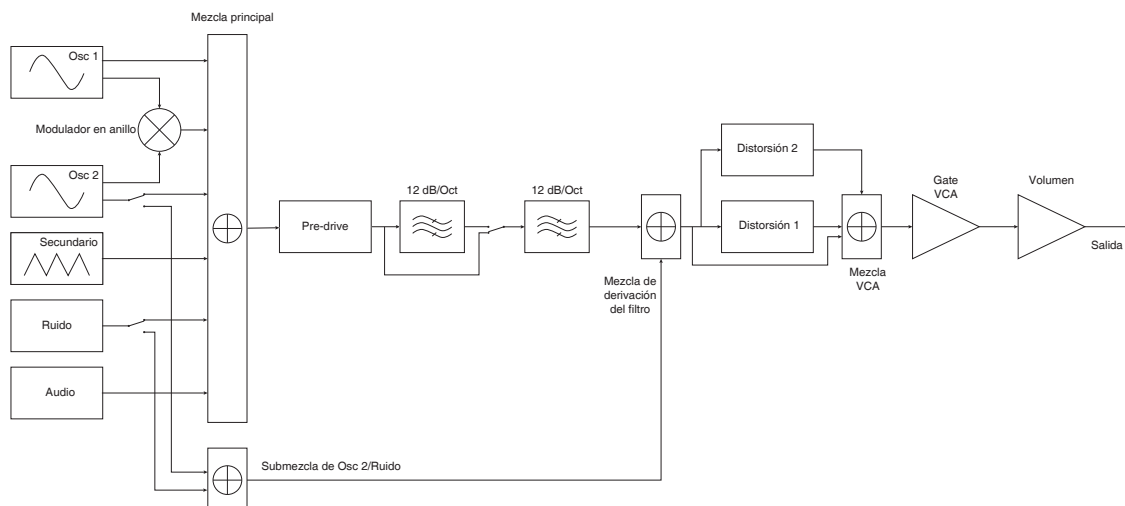 Mezcla principal
Osc 1
Modulador en anillo
Osc 2
Secundario
Ruido
Audio
Pre-drive
12 dB/Oct
12 dB/Oct
Mezcla de
derivación
del filtro
Distorsión 2
Distorsión 1
Mezcla
VCA
Gate
VCA
Volumen
Salida
Submezcla de Osc 2/Ruido